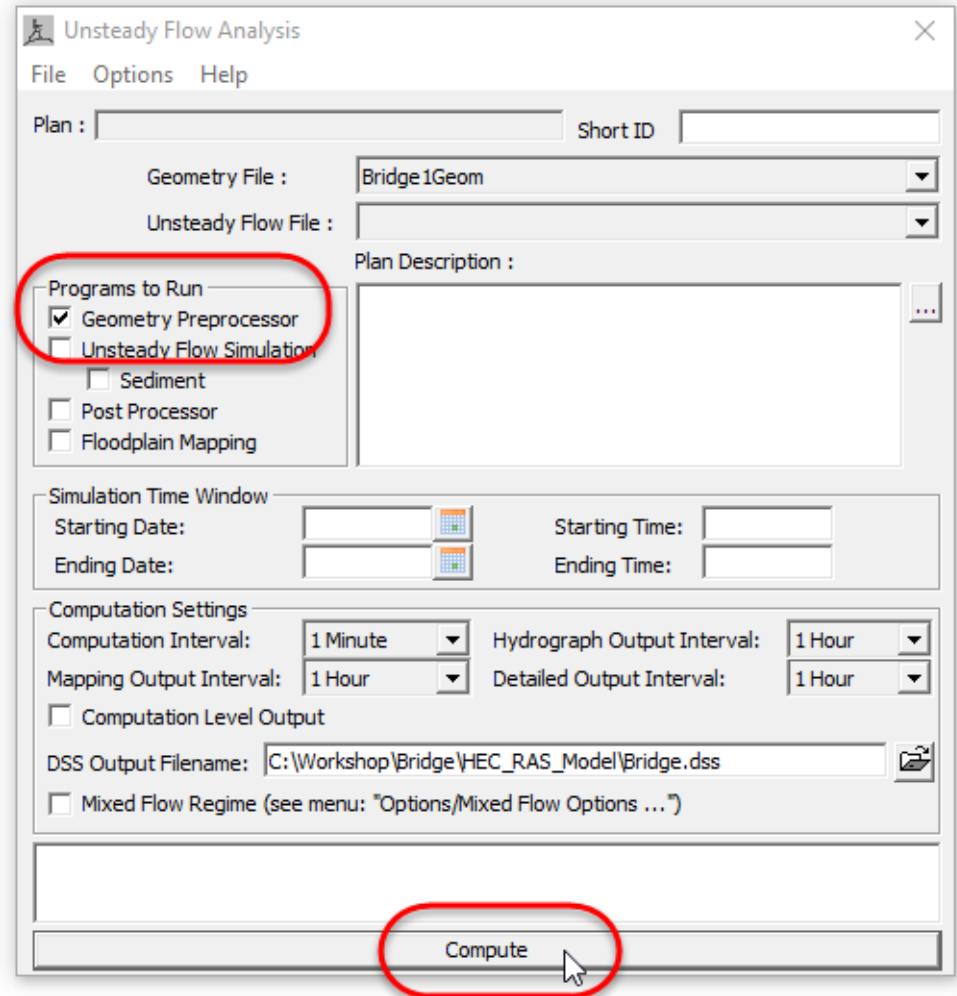 Unsteady Flow Analysis
File Options Help
Plan : Short ID
Geometry File : Bridge1Geom
Unsteady Flow File :
Plan Description :
Programs to Run
Geometry Preprocessor
...
Unsteady Flow Simulation
Sediment
Post Processor
Floodplain Mapping
Simulation Time Window
Starting Date: Starting Time:
Ending Date: Ending Time:
Computation Settings
Computation Interval: 1 Minute Hydrograph Output Interval: 1 Hour
Mapping Output Interval: 1 Hour Detailed Output Interval: 1 Hour
Computation Level Output
DSS Output Filename: C:\Workshop\Bridge\HEC_RAS_Model\Bridge.dss
Mixed Flow Regime (see menu: "Options/Mixed Flow Options ...")
Compute